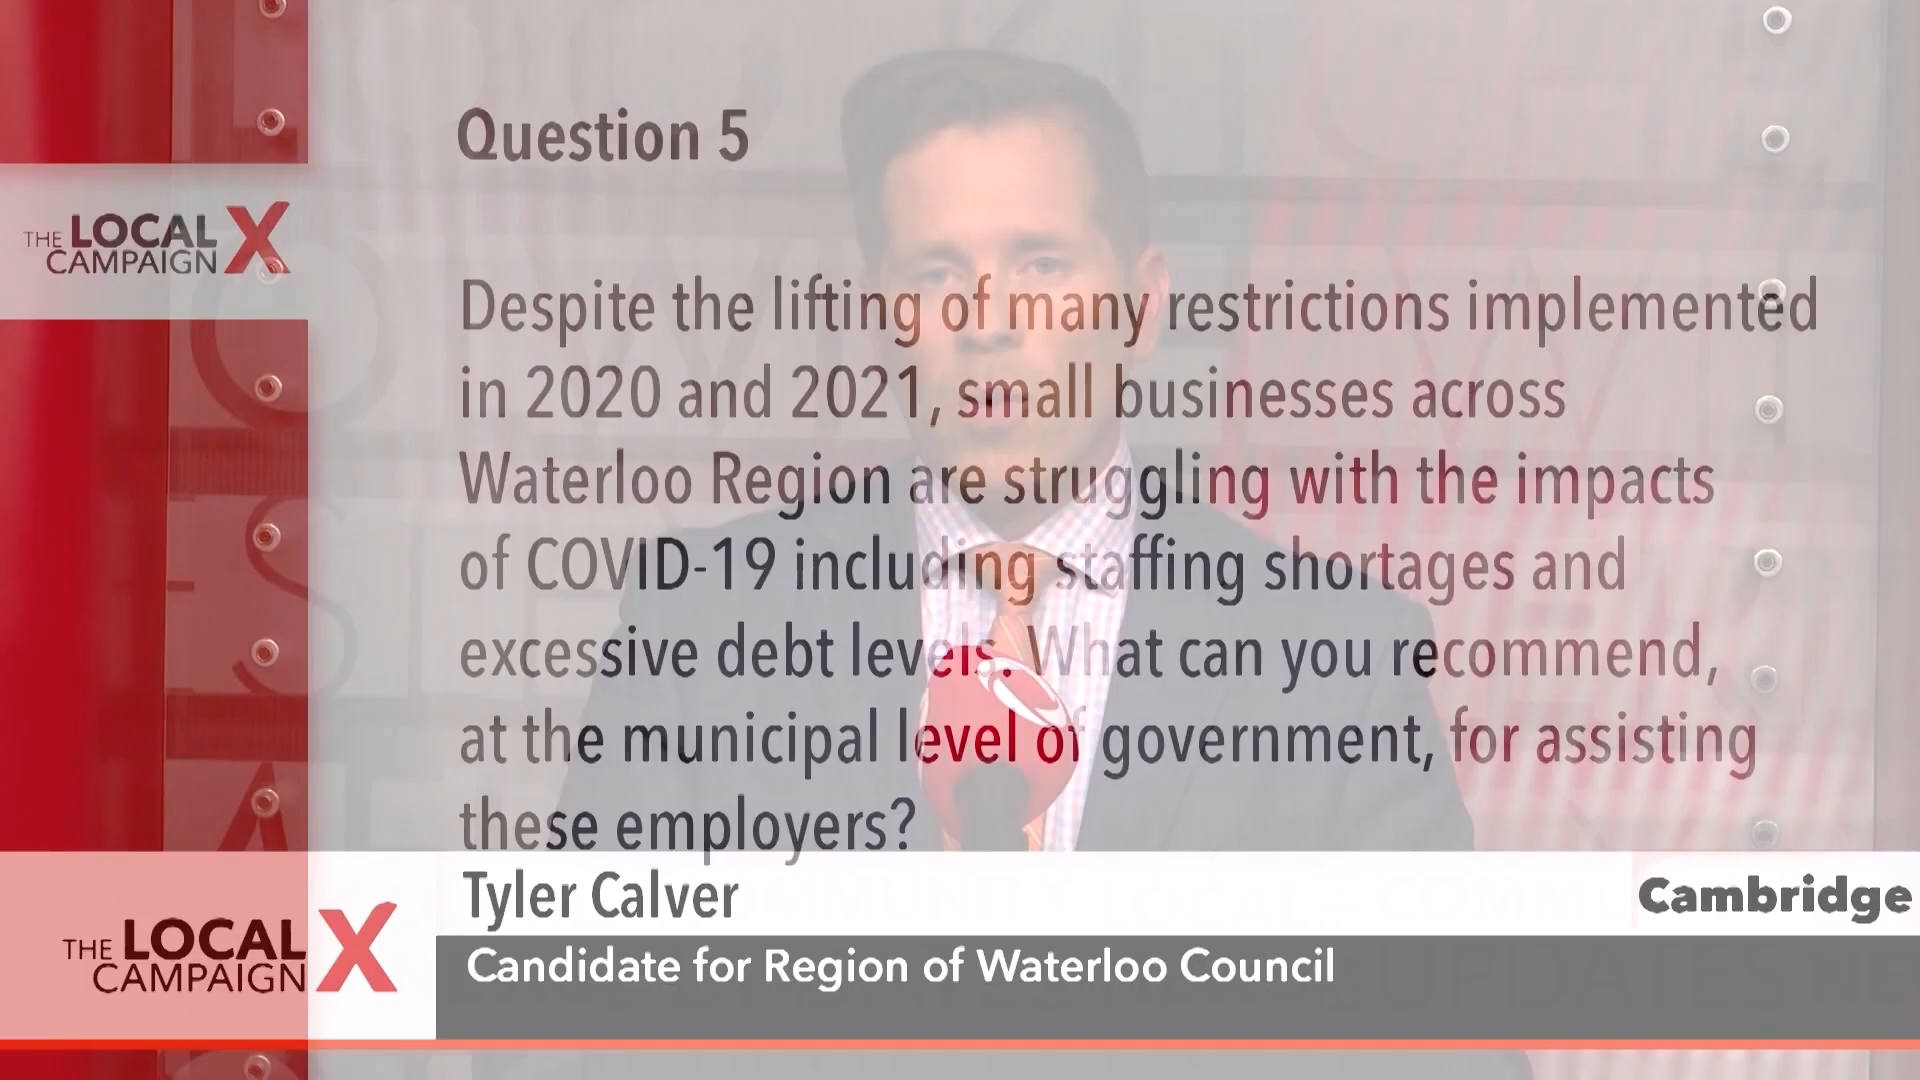 Question 5
THE LOCAL X
CAMPAIGN
Despite the lifting of many restrictions implemented
in 2020 and 2021, small businesses across
Waterloo Region are struggling with the impacts
of COVID-19 including staffing shortages and
excessive debt levels. What can you recommend,
at the municipal level of government, for assisting
these employers?
Tyler Calver
Cambridge
THE LOCAL X
CAMPAIGN
Candidate for Region of Waterloo Council